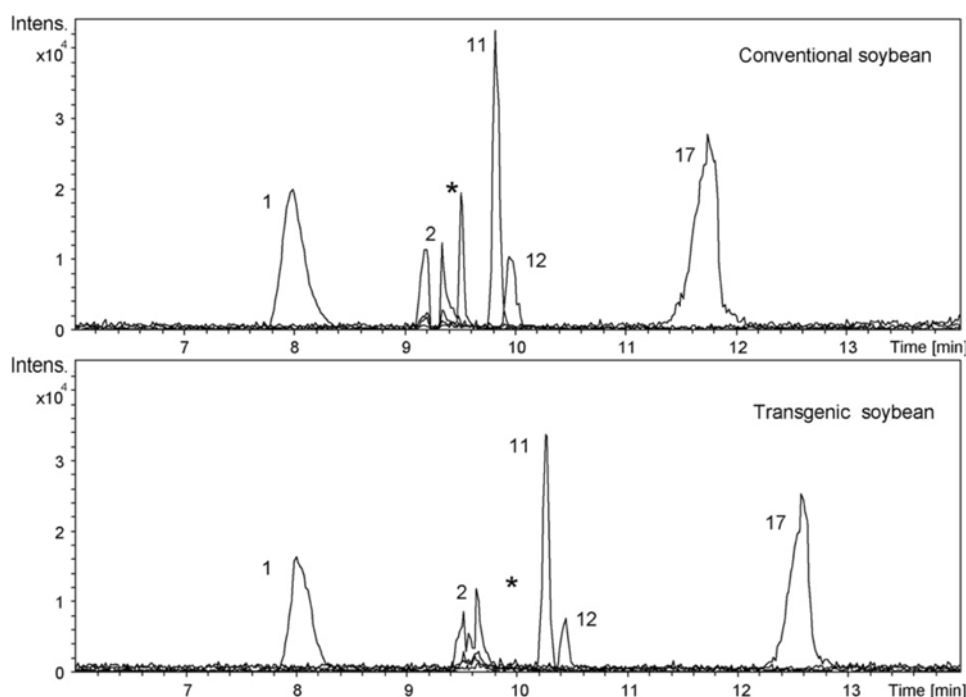 Intens.
x10⁴
Conventional soybean
11
3
17
2
1
*
2
1
12
0
7 8 9 10 11 12 13 Time [min]
Intens.
x10⁴
Transgenic soybean
11
3
17
2
1
*
2
1
12
0
7 8 9 10 11 12 13 Time [min]